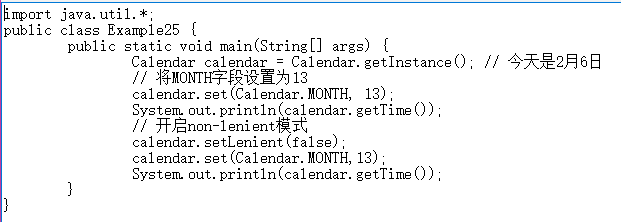 import java.util.*;
public class Example25 {
public static void main(String[] args) {
Calendar calendar = Calendar.getInstance(); // 今天是2月6日
// 将MONTH字段设置为13
calendar.set(Calendar.MONTH, 13);
System.out.println(calendar.getTime());
// 开启non-lenient模式
calendar.setLenient(false);
calendar.set(Calendar.MONTH,13);
System.out.println(calendar.getTime());
}
}